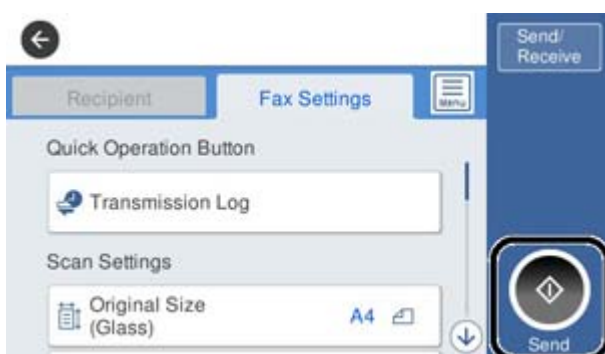 Send/
Receive
Recipient
Fax Settings
Menu
Quick Operation Button
Transmission Log
Scan Settings
Original Size
(Glass)
A4
Send